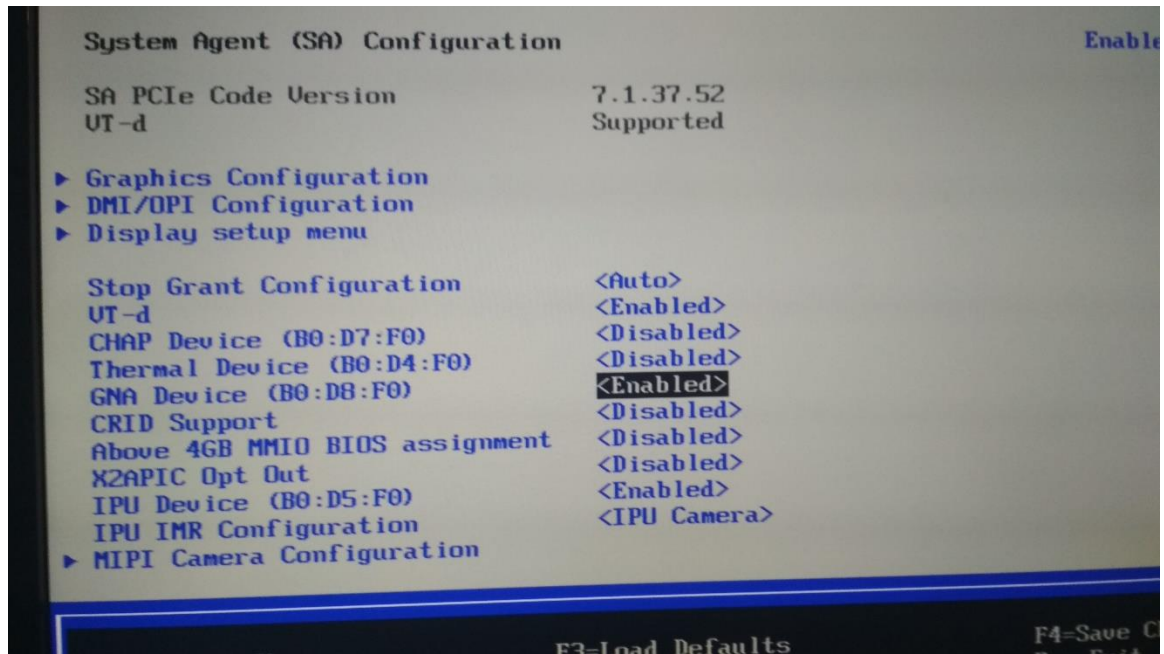 System Agent (SA) Configuration
SA PCIe Code Version 7.1.37.52
VT-d Supported
Graphics Configuration
DMI/OPI Configuration
Display setup menu
Stop Grant Configuration <Auto>
VT-d <Enabled>
CHAP Device (B0:D7:F0) <Disabled>
Thermal Device (B0:D4:F0) <Disabled>
GNA Device (B0:D8:F0) <Enabled>
CRID Support <Disabled>
Above 4GB MMIO BIOS assignment <Disabled>
X2APIC Opt Out <Disabled>
IPU Device (B0:D5:F0) <Enabled>
IPU IMR Configuration <IPU Camera>
MIPI Camera Configuration
F3=Load Defaults
F4=Save